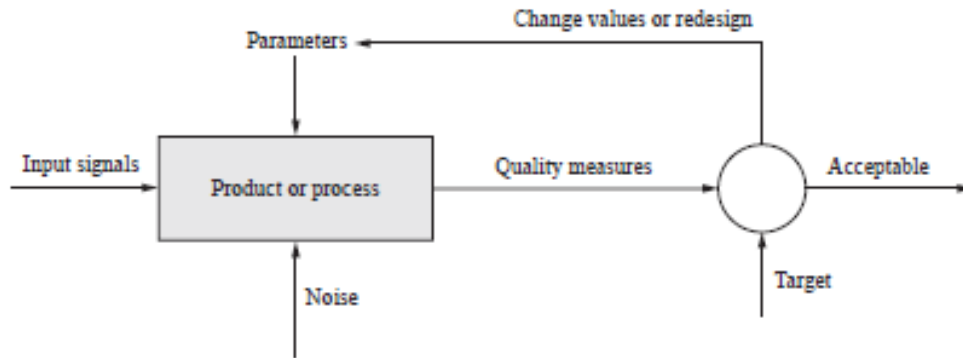 Change values or redesign
Parameters
Input signals
Product or process
Quality measures
Acceptable
Noise
Target